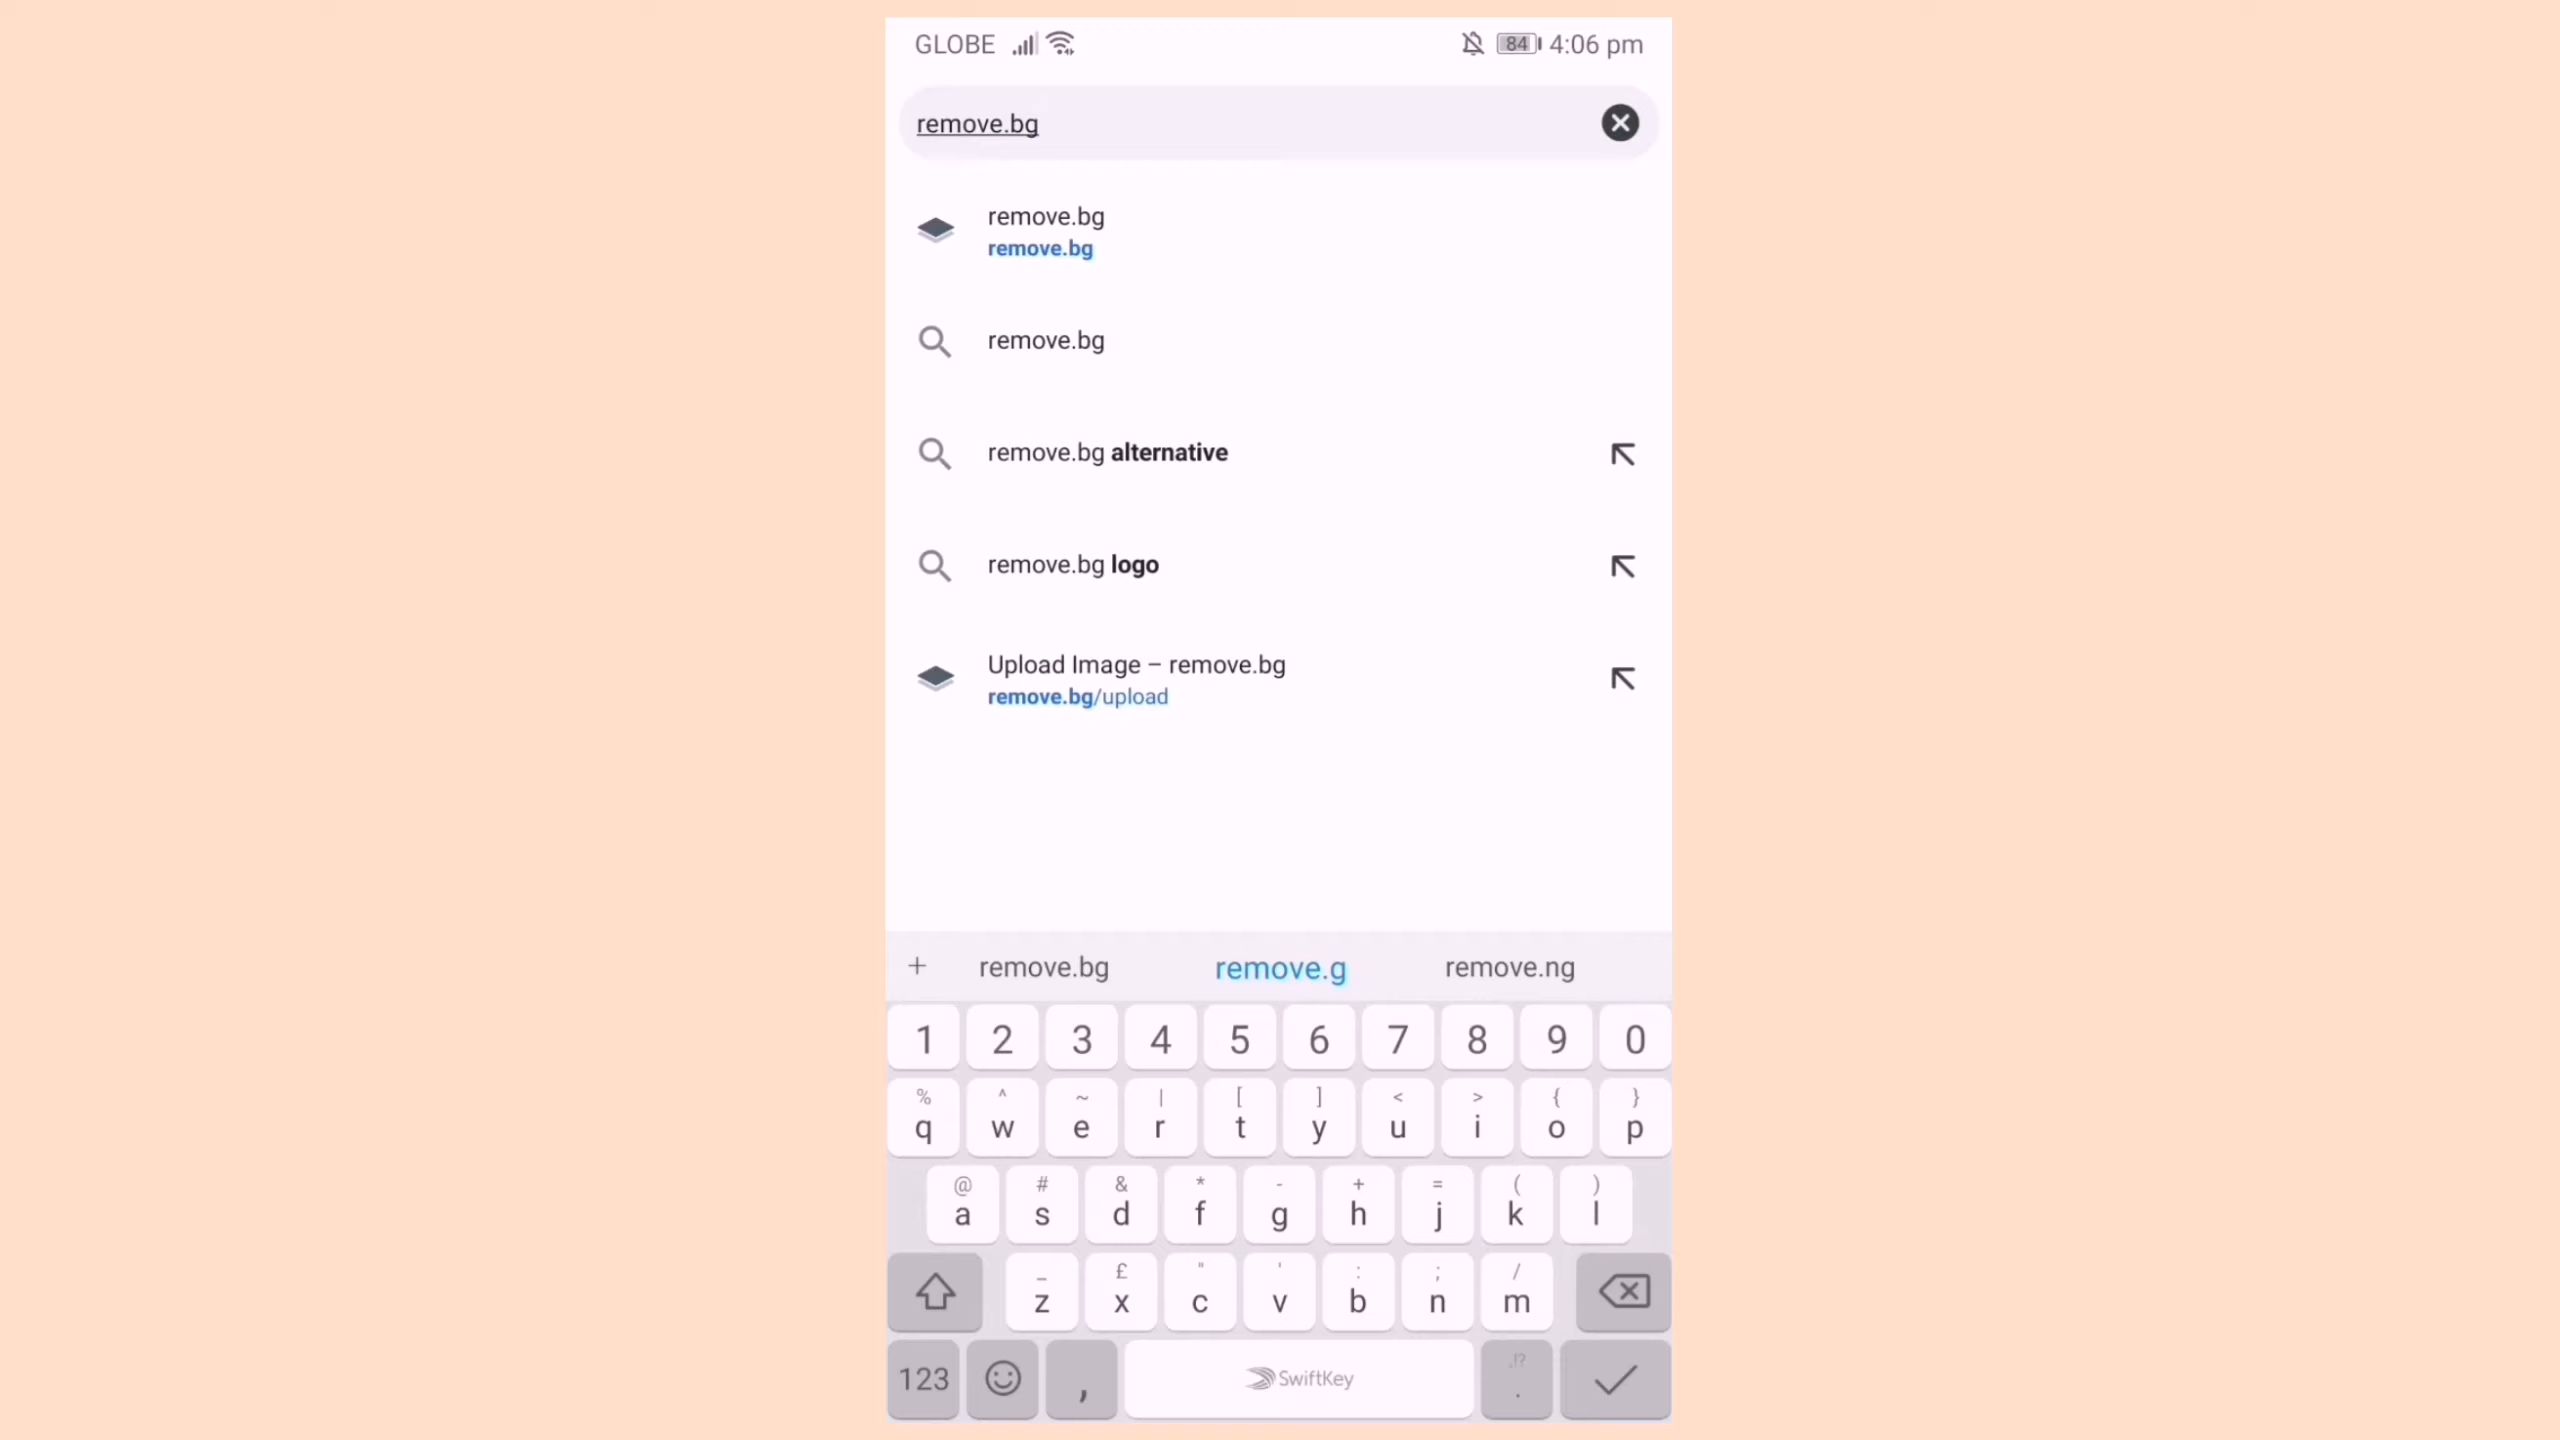 GLOBE 84 4:06 pm
remove.bg
remove.bg
remove.bg
remove.bg
remove.bg alternative
remove.bg logo
Upload Image – remove.bg
remove.bg/upload
+ remove.bg remove.g remove.ng
1 2 3 4 5 6 7 8 9 0
% ^ ~ | [ ] < > { }
q w e r t y u i o p
@ # & * - + = ( )
a s d f g h j k l
_ £ " ' : ; /
z x c v b n m
123 , SwiftKey .!? .